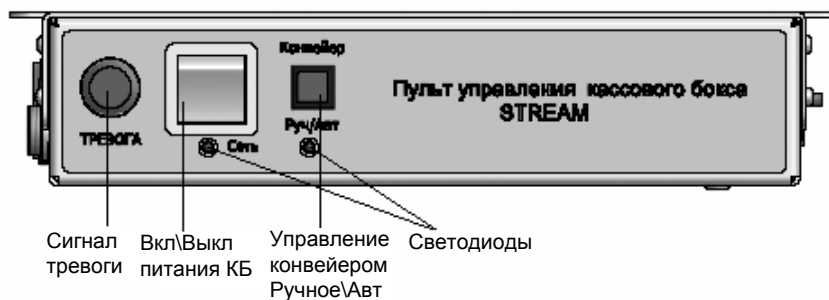 Конвейер
Пульт управления кассового бокса
STREAM
ТРЕВОГА
Сеть
Руч/Авт
Сигнал
тревоги
Вкл\Выкл
питания КБ
Управление
конвейером
Ручное\Авт
Светодиоды